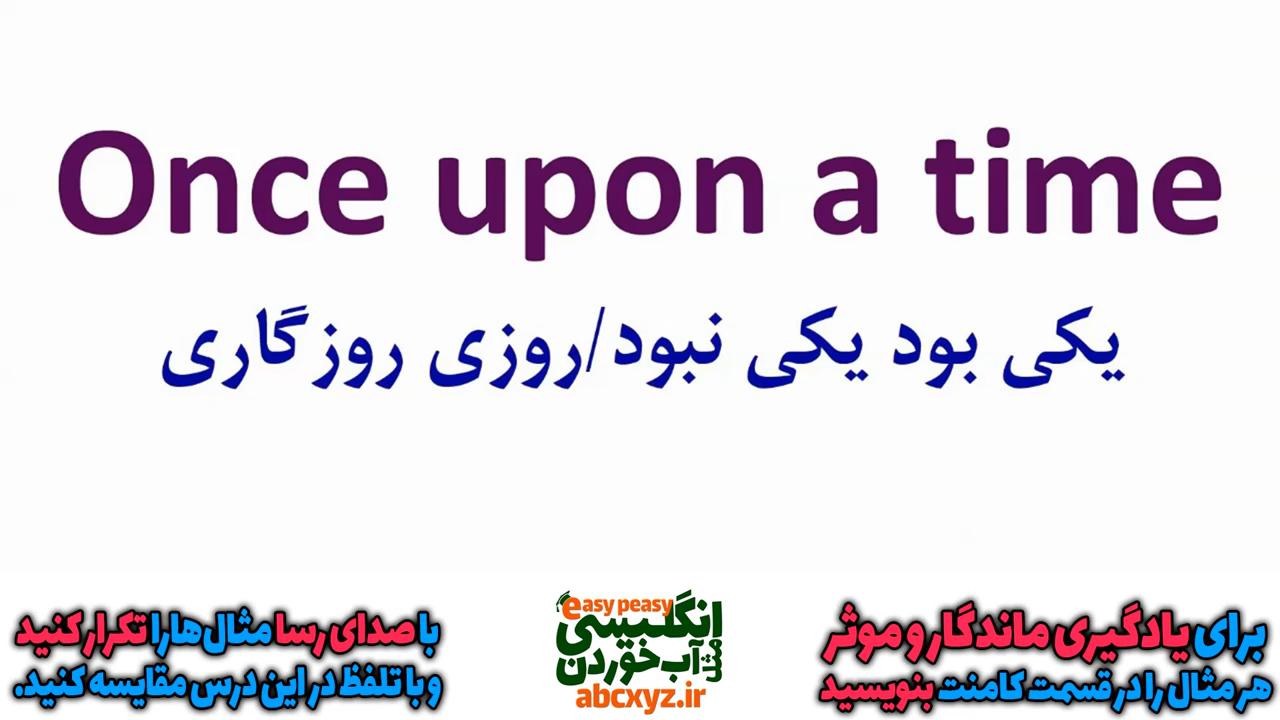 Once upon a time
یکی بود یکی نبود/روزی روزگاری
برای یادگیری ماندگار و موثر
هر مثال را در قسمت کامنت بنویسید
easy peasy
انگلیسی
مثل آب خوردن
abcxyz.ir
با صدای رسا مثال‌ها را تکرار کنید
و با تلفظ در این درس مقایسه کنید.